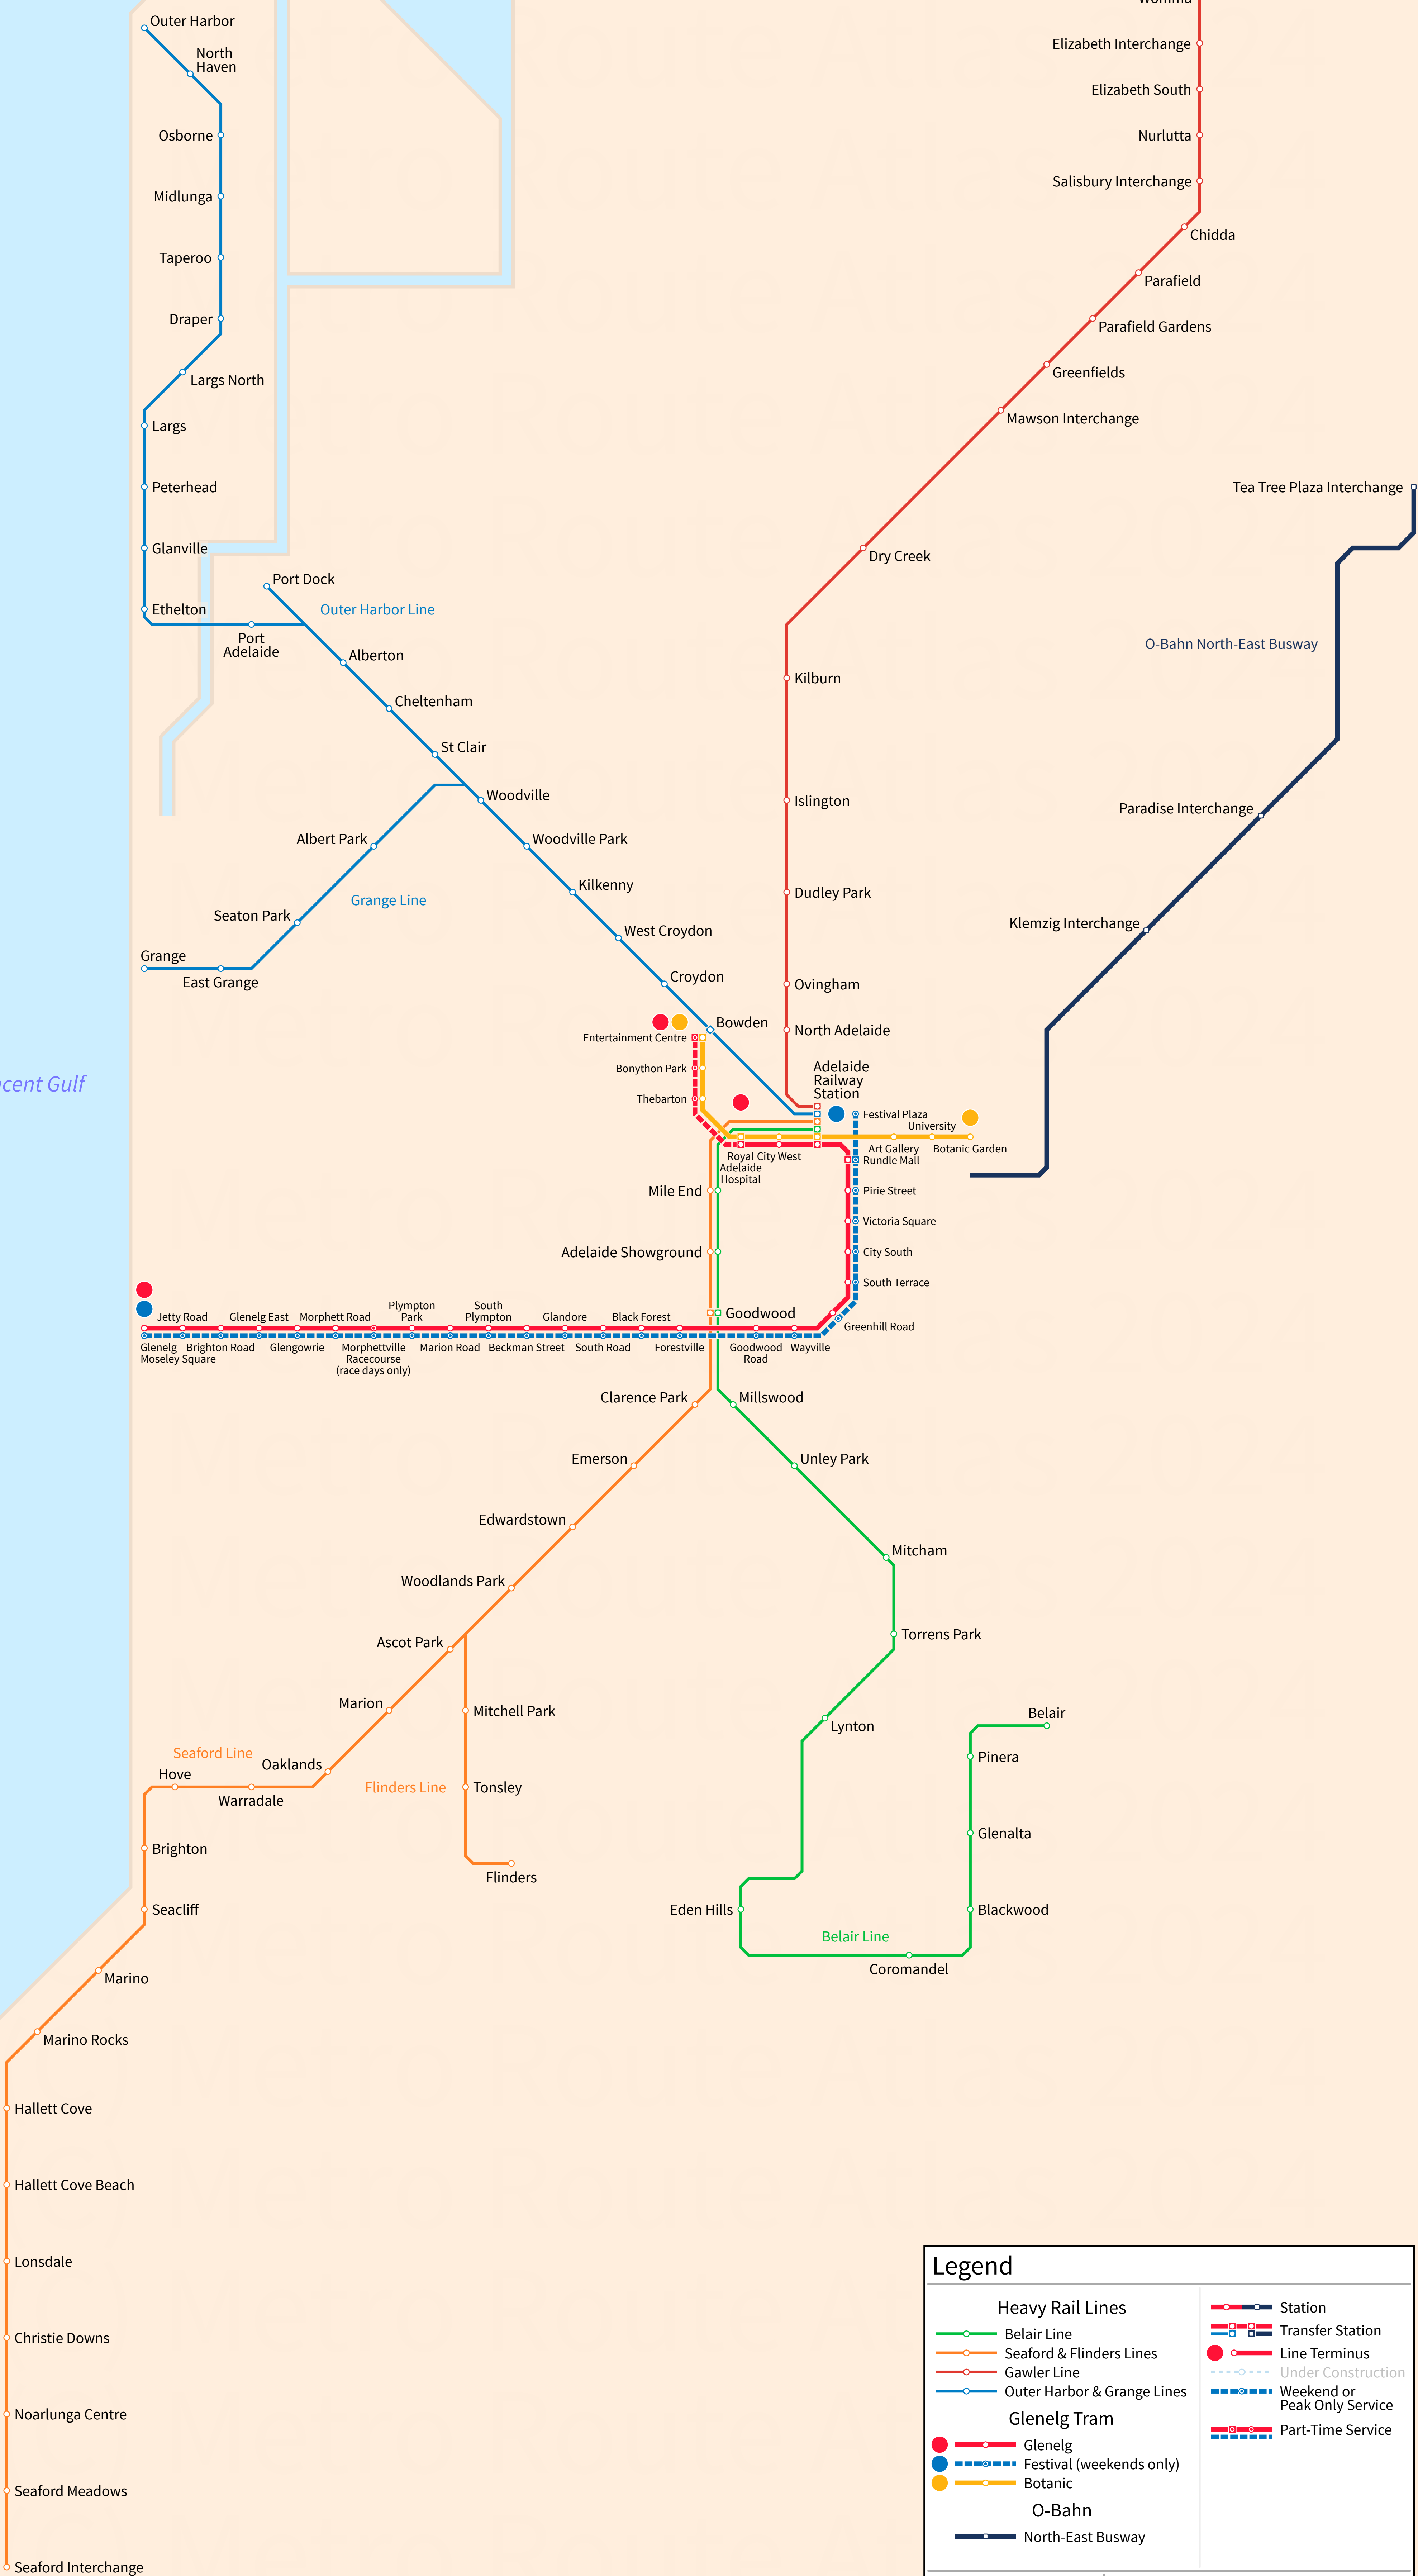 Womma
Outer Harbor
Elizabeth Interchange
North
Haven
Elizabeth South
Osborne
Nurlutta
Salisbury Interchange
Midlunga
Chidda
Taperoo
Parafield
Draper
Parafield Gardens
Largs North
Greenfields
Largs
Mawson Interchange
Peterhead
Tea Tree Plaza Interchange
Glanville
Dry Creek
Port Dock
Ethelton
Outer Harbor Line
Port
Adelaide
O-Bahn North-East Busway
Alberton
Kilburn
Cheltenham
St Clair
Woodville
Islington
Paradise Interchange
Albert Park
Woodville Park
Kilkenny
Dudley Park
Grange Line
Seaton Park
Klemzig Interchange
West Croydon
Grange
Croydon
East Grange
Ovingham
Bowden
North Adelaide
Entertainment Centre
Bonython Park
Adelaide
Railway
Station
ncent Gulf
Thebarton
Festival Plaza
University
Art Gallery
Botanic Garden
Royal
Adelaide
Hospital
City West
Rundle Mall
Mile End
Pirie Street
Victoria Square
Adelaide Showground
City South
South Terrace
Jetty Road
Glenelg East
Morphett Road
Plympton
Park
South
Plympton
Glandore
Black Forest
Goodwood
Greenhill Road
Glenelg
Moseley Square
Brighton Road
Glengowrie
Morphettville
Racecourse
(race days only)
Marion Road
Beckman Street
South Road
Forestville
Goodwood
Road
Wayville
Clarence Park
Millswood
Emerson
Unley Park
Edwardstown
Mitcham
Woodlands Park
Torrens Park
Ascot Park
Marion
Mitchell Park
Belair
Lynton
Seaford Line
Oaklands
Pinera
Hove
Warradale
Flinders Line
Tonsley
Glenalta
Brighton
Flinders
Seacliff
Eden Hills
Blackwood
Belair Line
Coromandel
Marino
Marino Rocks
Hallett Cove
Hallett Cove Beach
Lonsdale
Christie Downs
Noarlunga Centre
Seaford Meadows
Seaford Interchange
Legend
Heavy Rail Lines
Belair Line
Seaford & Flinders Lines
Gawler Line
Outer Harbor & Grange Lines
Glenelg Tram
Glenelg
Festival (weekends only)
Botanic
O-Bahn
North-East Busway
Station
Transfer Station
Line Terminus
Under Construction
Weekend or
Peak Only Service
Part-Time Service